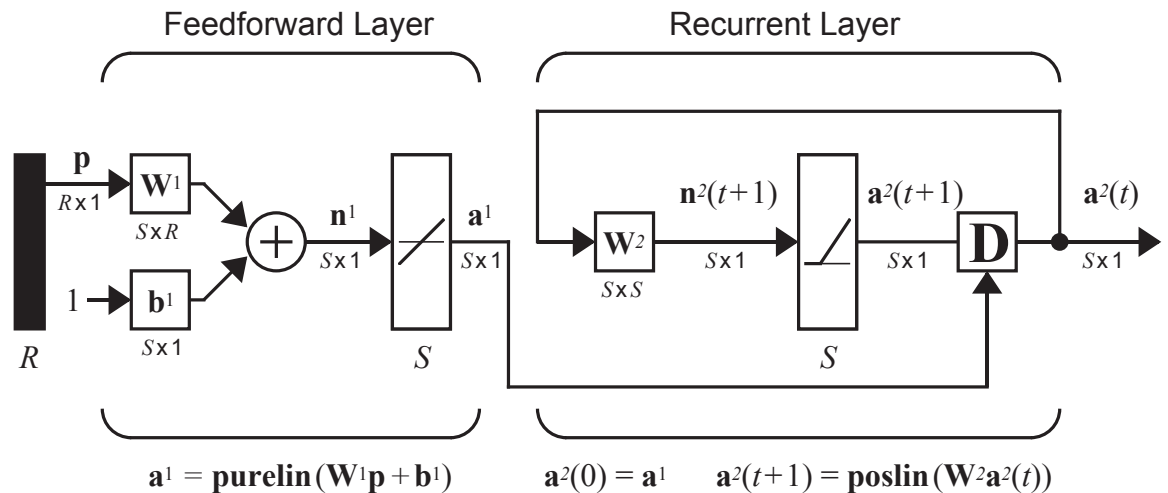 Feedforward Layer
Recurrent Layer
p
R x 1
W¹
S x R
1
b¹
S x 1
R
+
n¹
S x 1
a¹
S x 1
S
W²
S x S
n²(t+1)
S x 1
a²(t+1)
S x 1
S
D
a²(t)
S x 1
a¹ = purelin(W¹p + b¹)
a²(0) = a¹
a²(t+1) = poslin(W²a²(t))